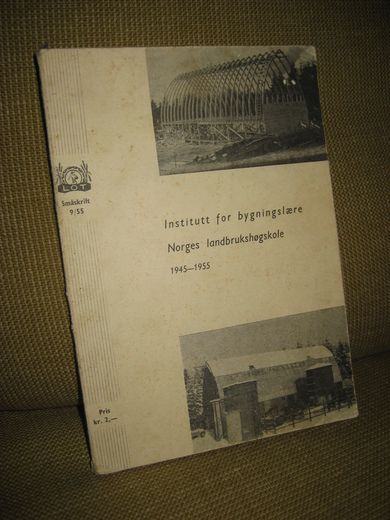 LOT
Småskrift
9/55
Institutt for bygningslære
Norges landbrukshøgskole
1945—1955
Pris
kr. 2,—